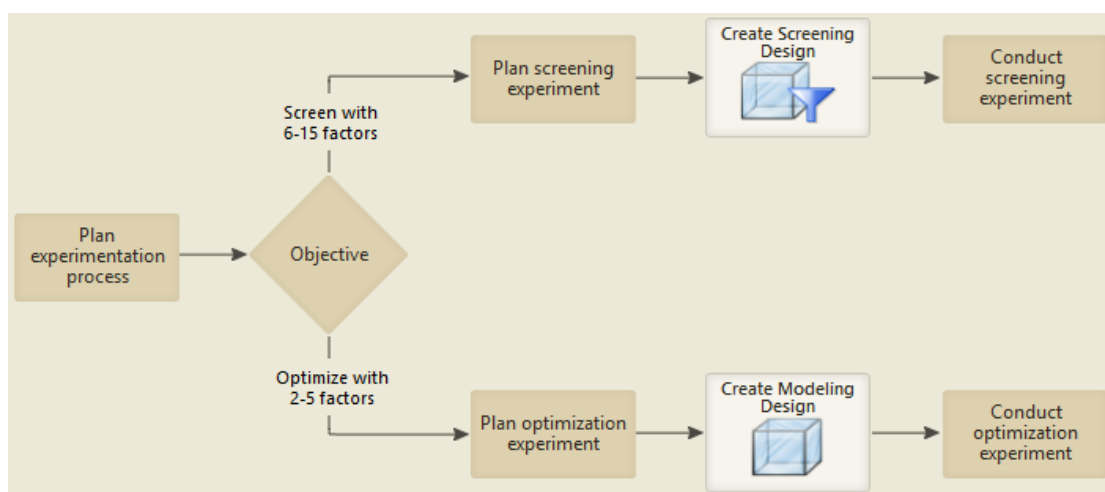 Plan
experimentation
process
Objective
Screen with
6-15 factors
Plan screening
experiment
Create Screening
Design
Conduct
screening
experiment
Optimize with
2-5 factors
Plan optimization
experiment
Create Modeling
Design
Conduct
optimization
experiment